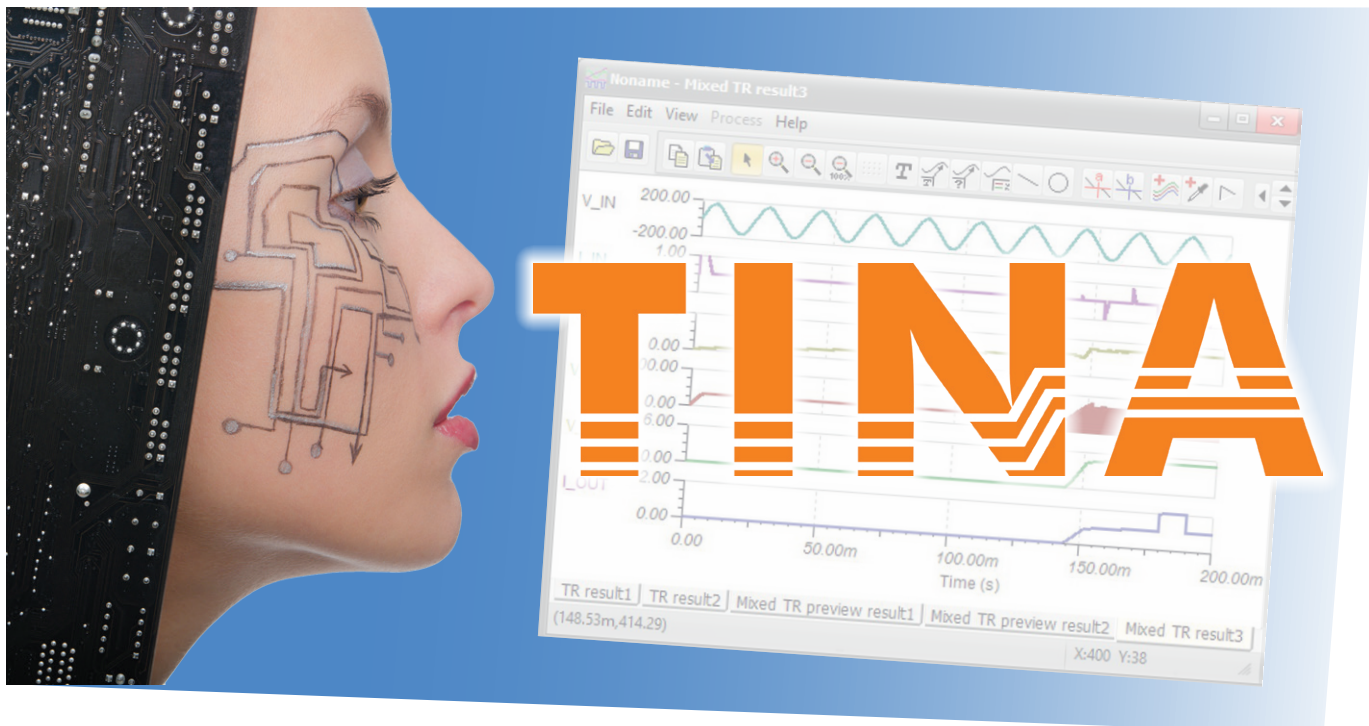 Noname - Mixed TR result3
File Edit View Process Help
100%
T
a
b
V_IN
200.00
-200.00
1.00
TINA
0.00
0.00
6.00
2.00
I_OUT
0.00
0.00 50.00m 100.00m 150.00m 200.00m
Time (s)
TR result1 TR result2 Mixed TR preview result1 Mixed TR preview result2 Mixed TR result3
(148.53m,414.29)
X:400 Y:38